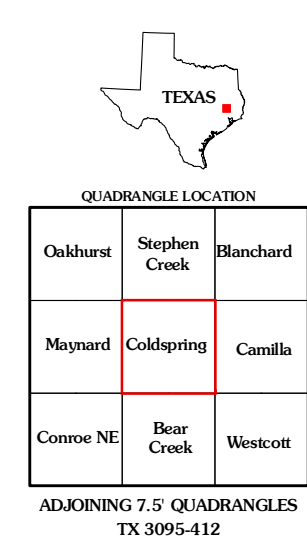 TEXAS
QUADRANGLE LOCATION
Oakhurst
Stephen
Creek
Blanchard
Maynard
Coldspring
Camilla
Conroe NE
Bear
Creek
Westcott
ADJOINING 7.5' QUADRANGLES
TX 3095-412